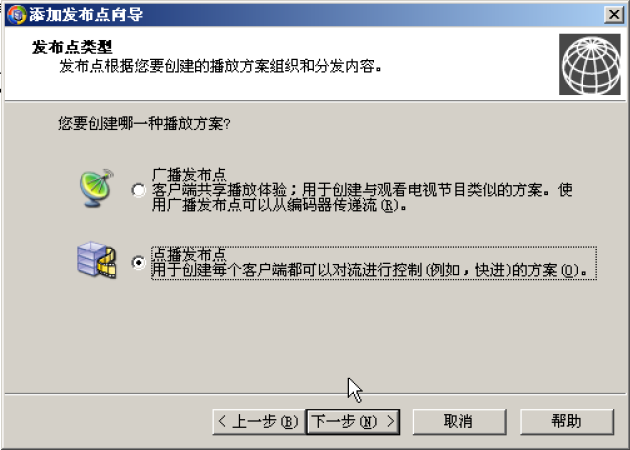 添加发布点向导
发布点类型
发布点根据您要创建的播放方案组织和分发内容。
您要创建哪一种播放方案?
广播发布点
客户端共享播放体验；用于创建与观看电视节目类似的方案。使
用广播发布点可以从编码器传递流(R)。
点播发布点
用于创建每个客户端都可以对流进行控制(例如，快进)的方案(O)。
< 上一步(B) 下一步(N) > 取消 帮助